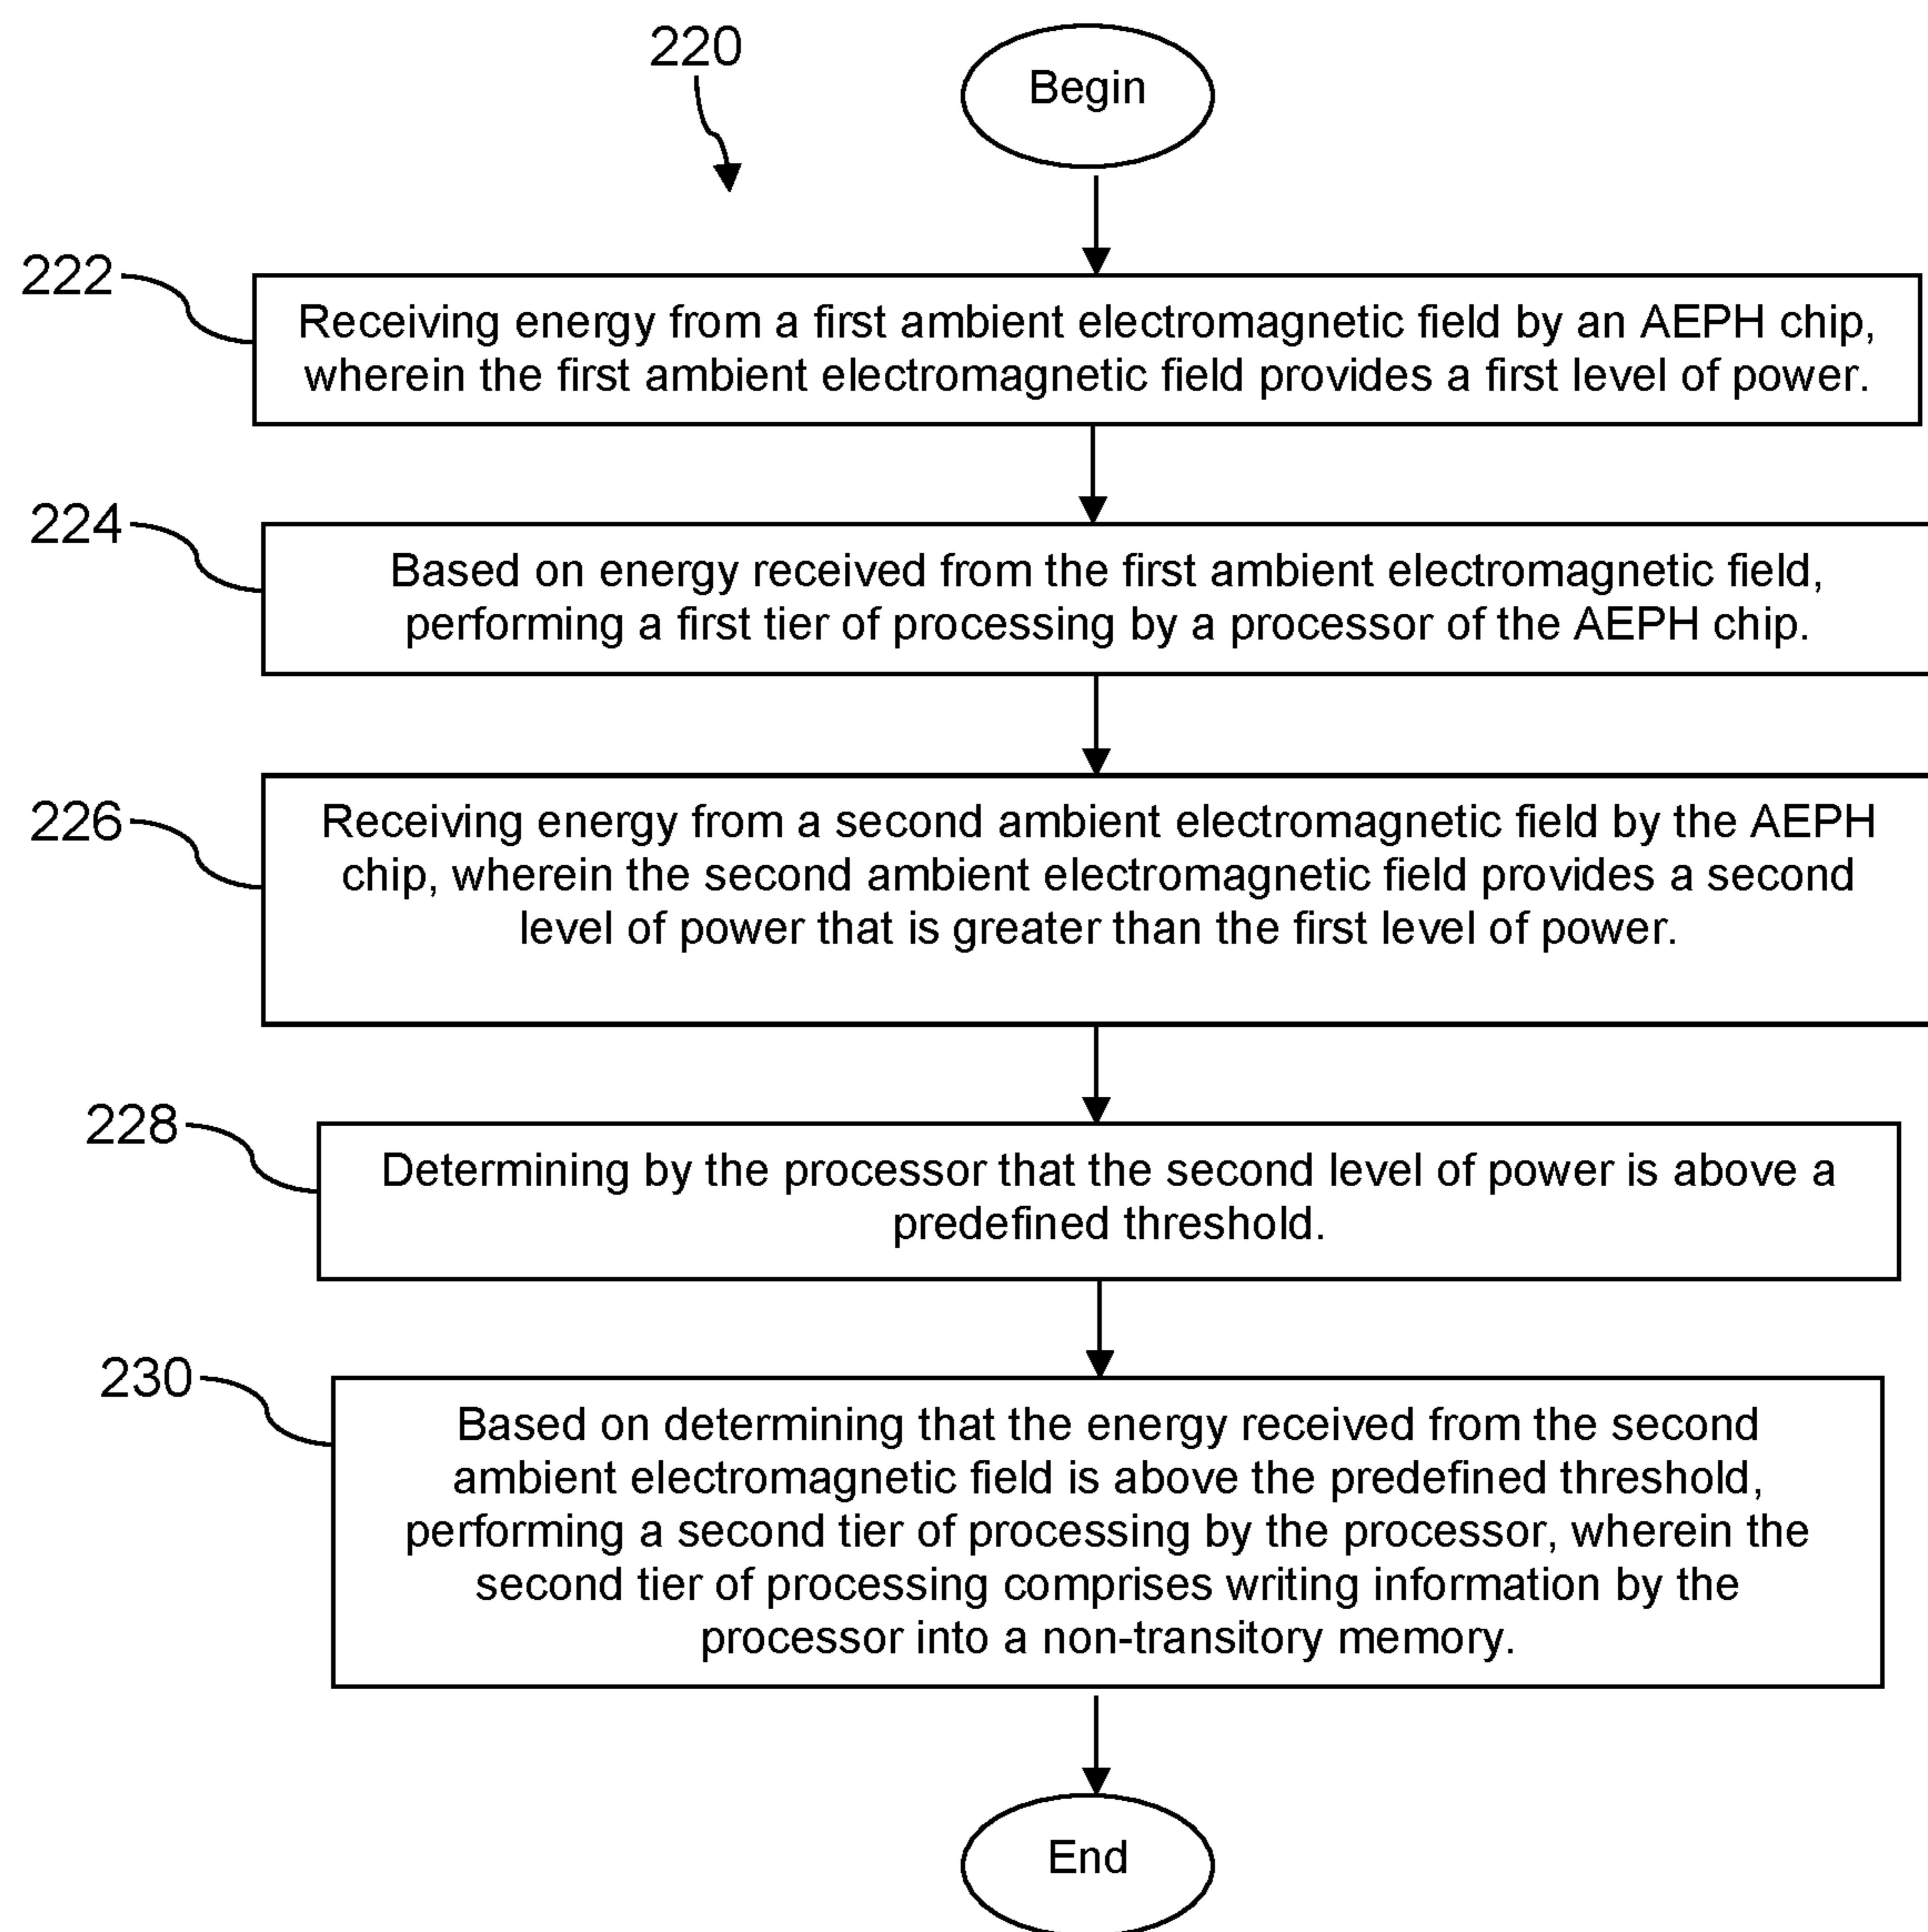 220
Begin
222
Receiving energy from a first ambient electromagnetic field by an AEPH chip,
wherein the first ambient electromagnetic field provides a first level of power.
224
Based on energy received from the first ambient electromagnetic field,
performing a first tier of processing by a processor of the AEPH chip.
226
Receiving energy from a second ambient electromagnetic field by the AEPH
chip, wherein the second ambient electromagnetic field provides a second
level of power that is greater than the first level of power.
228
Determining by the processor that the second level of power is above a
predefined threshold.
230
Based on determining that the energy received from the second
ambient electromagnetic field is above the predefined threshold,
performing a second tier of processing by the processor, wherein the
second tier of processing comprises writing information by the
processor into a non-transitory memory.
End